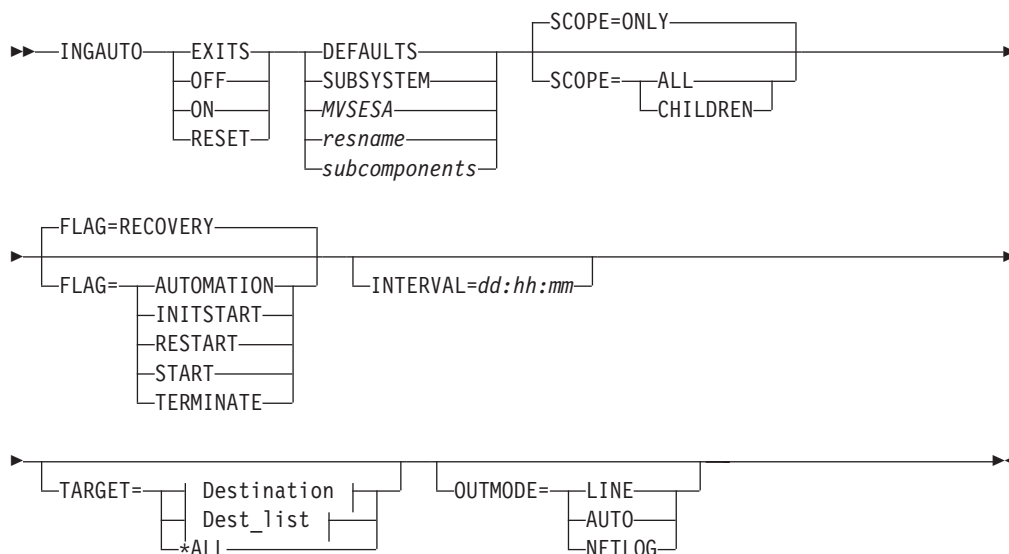 SCOPE=ONLY
INGAUTO EXITS DEFAULTS
OFF SUBSYSTEM SCOPE= ALL
ON MVSESA CHILDREN
RESET resname
subcomponents
FLAG=RECOVERY
FLAG= AUTOMATION INTERVAL=dd:hh:mm
INITSTART
RESTART
START
TERMINATE
TARGET= Destination OUTMODE= LINE
Dest_list AUTO
*ALL NETLOG